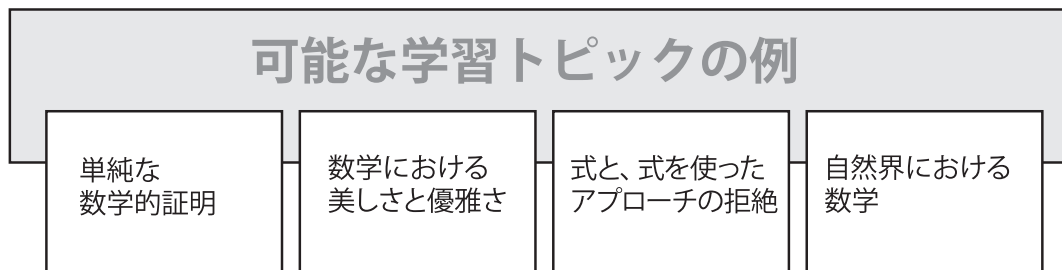 可能な学習トピックの例
単純な
数学的証明
数学における
美しさと優雅さ
式と、式を使った
アプローチの拒絶
自然界における
数学